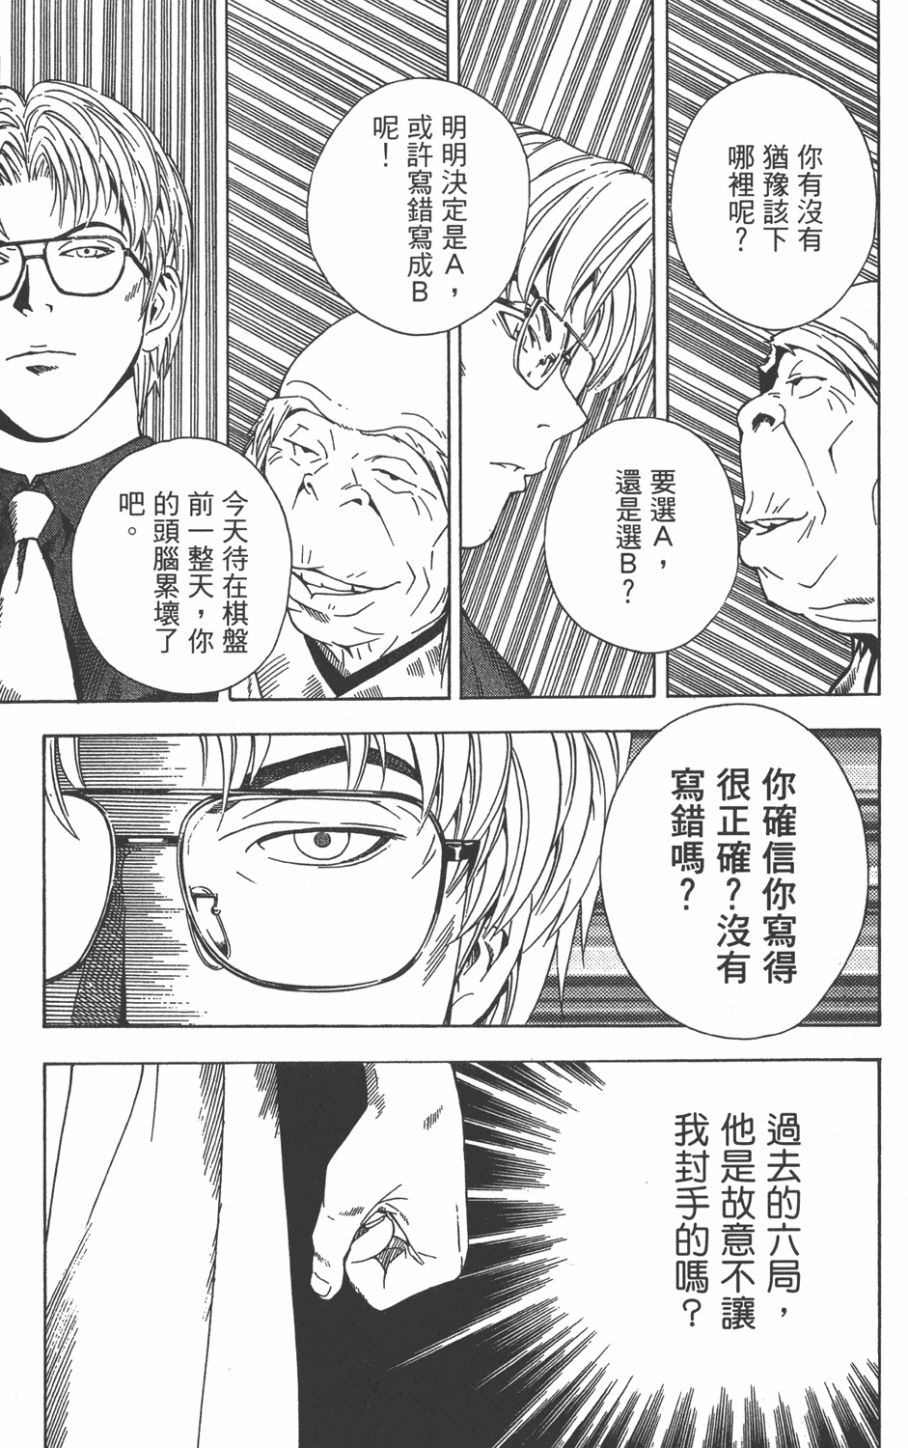 你有沒有
猶豫該下
哪裡呢？
要選A，
還是選B？
明明決定是A，
或許寫錯寫成B
呢！
今天待在棋盤
前一整天，你
的頭腦累壞了
吧。
你確信你寫得
很正確？沒有
寫錯嗎？
過去的六局，
他是故意不讓
我封手的嗎？